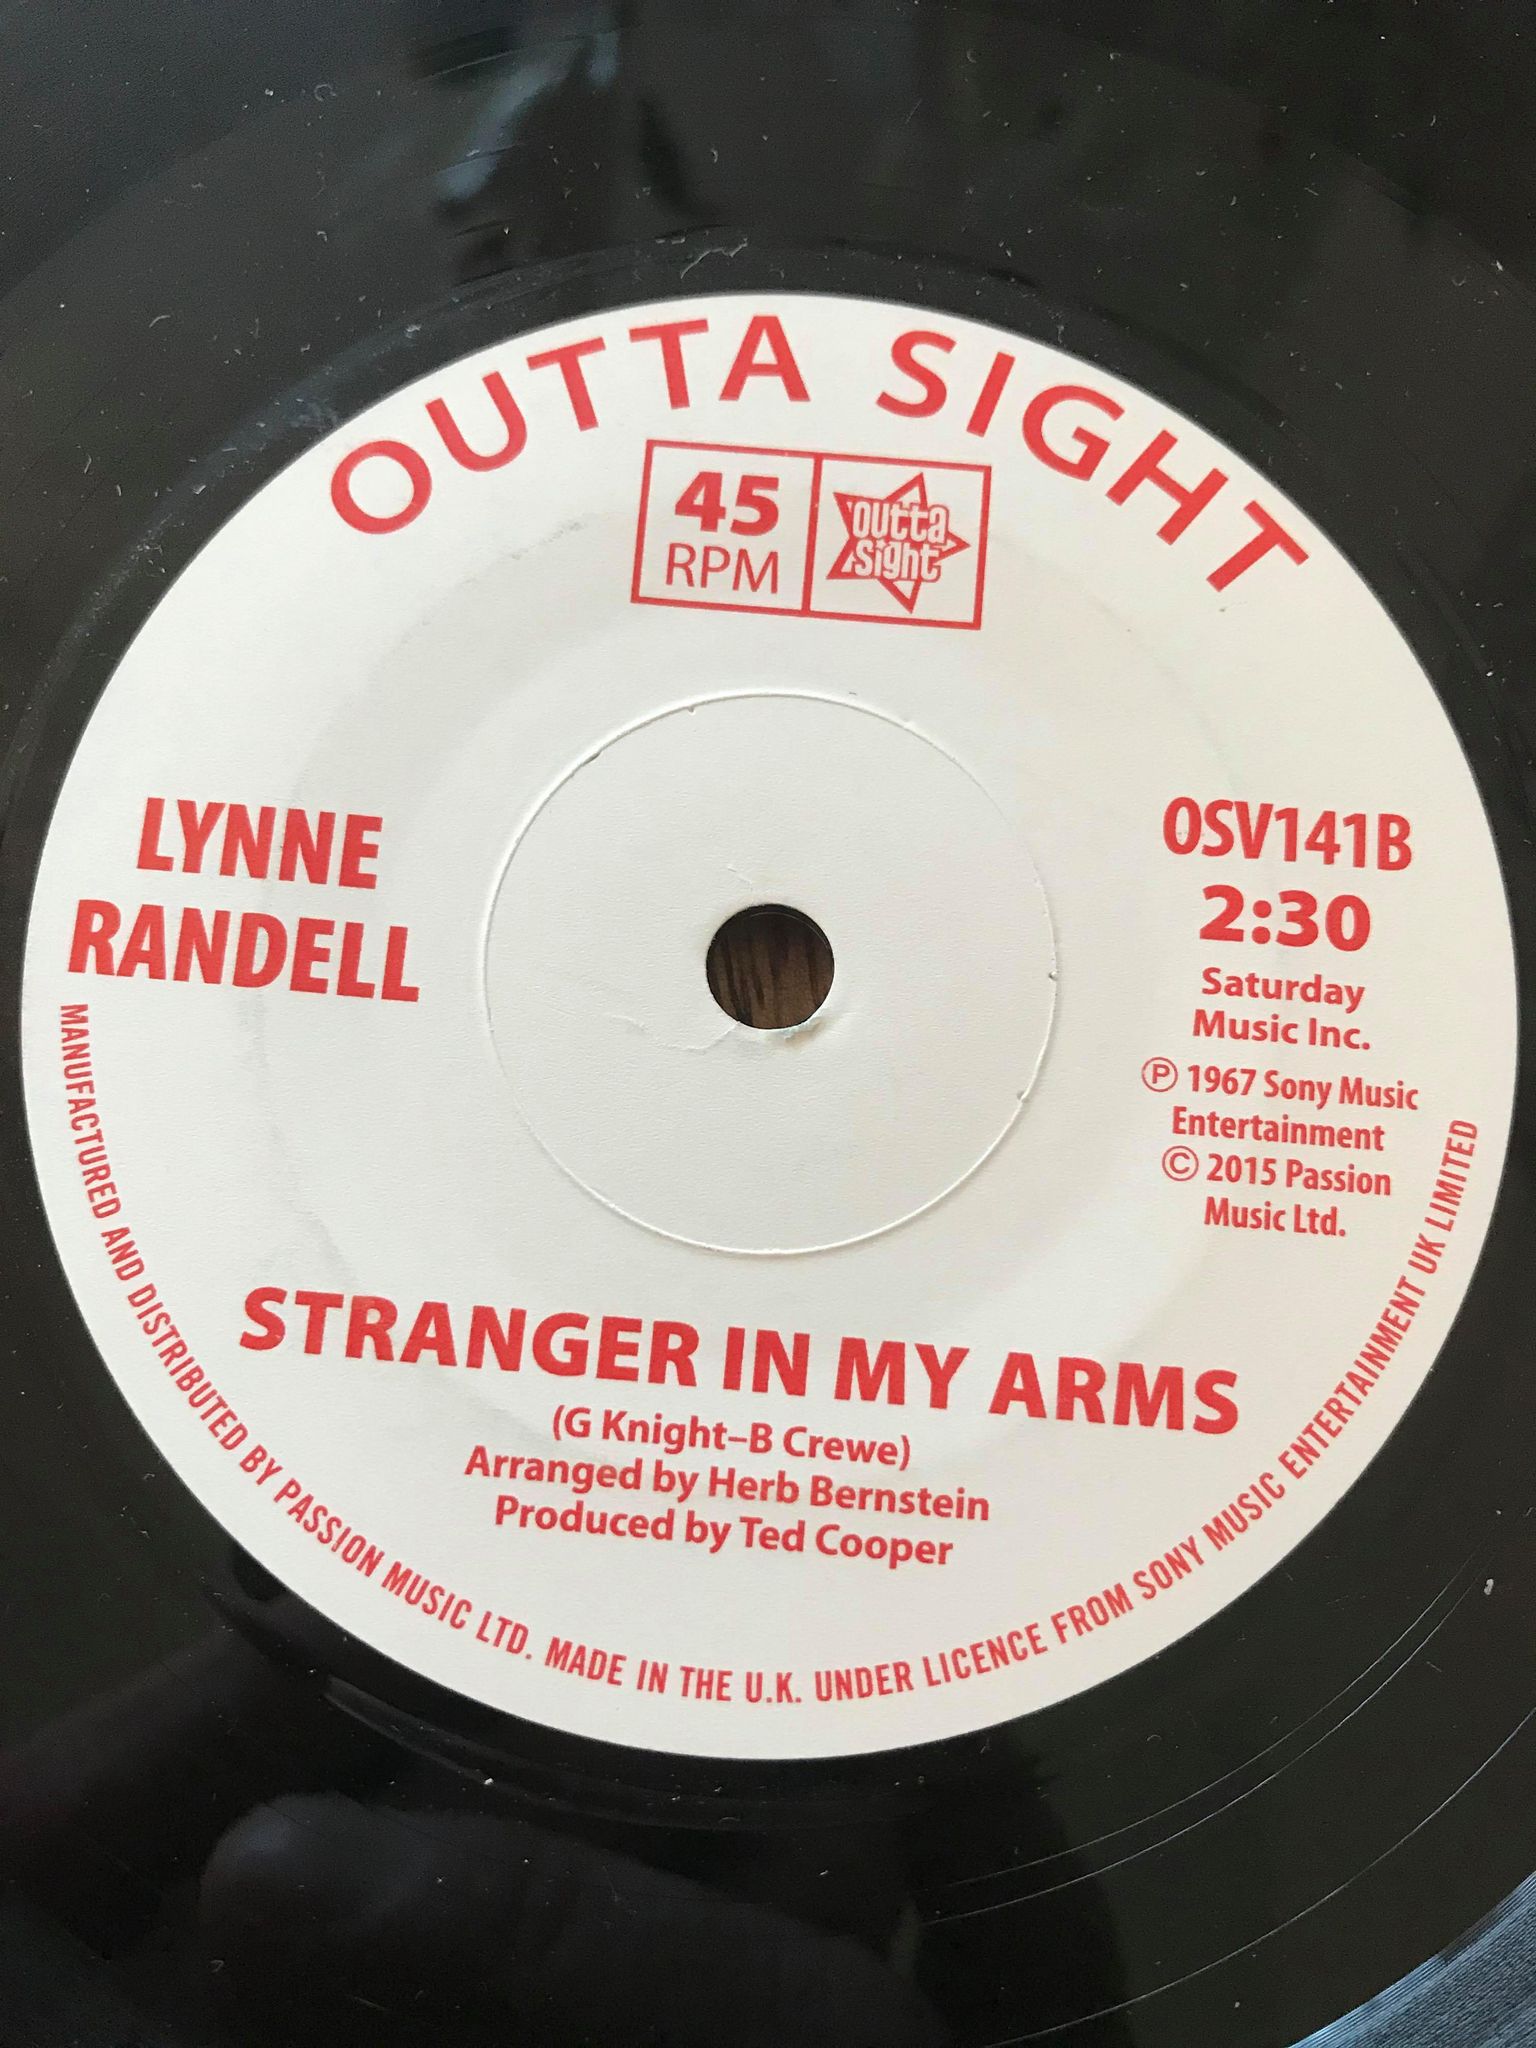 OUTTA SIGHT
45
RPM
outta
sight
LYNNE
RANDELL
OSV141B
2:30
Saturday
Music Inc.
Ⓟ 1967 Sony Music
Entertainment
© 2015 Passion
Music Ltd.
STRANGER IN MY ARMS
(G Knight–B Crewe)
Arranged by Herb Bernstein
Produced by Ted Cooper
MANUFACTURED AND DISTRIBUTED BY PASSION MUSIC LTD. MADE IN THE U.K. UNDER LICENCE FROM SONY MUSIC ENTERTAINMENT UK LIMITED